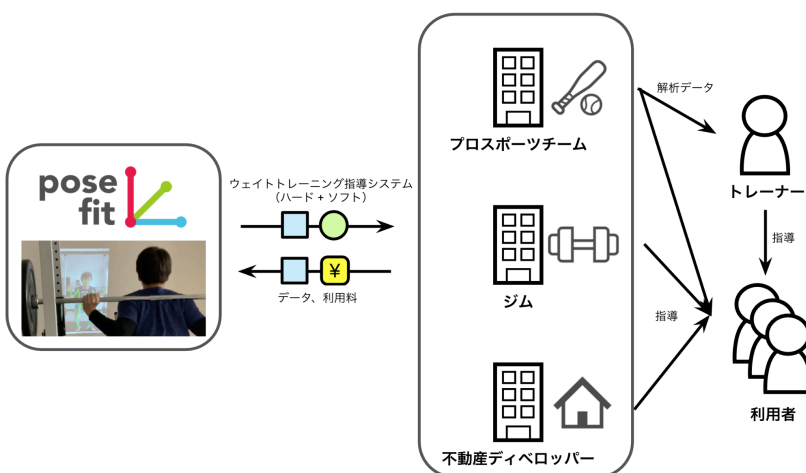 pose
fit
ウェイトトレーニング指導システム
（ハード + ソフト）
¥
データ、利用料
プロスポーツチーム
ジム
不動産ディベロッパー
解析データ
トレーナー
指導
指導
利用者